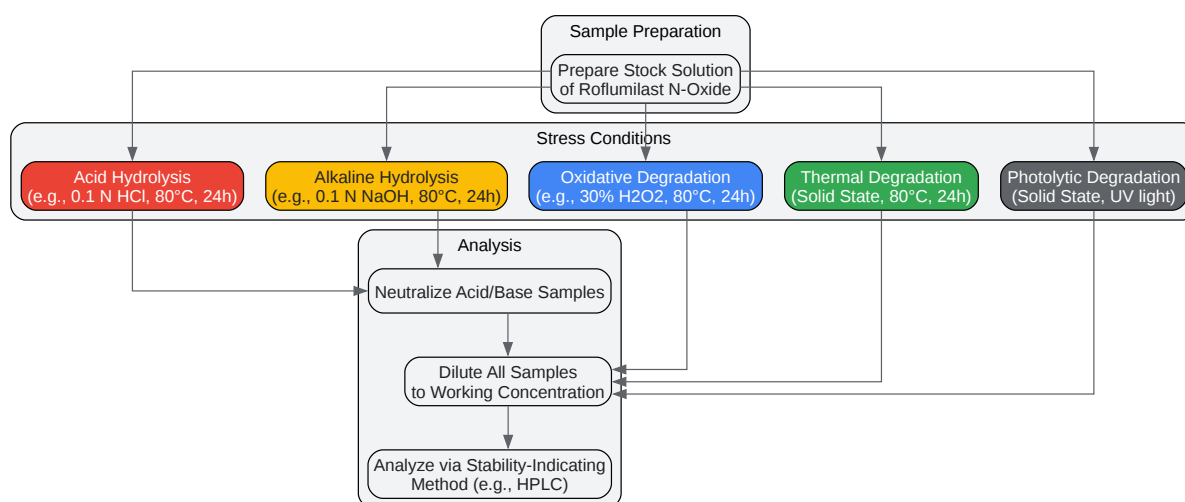 Sample Preparation
Prepare Stock Solution
of Roflumilast N-Oxide
Stress Conditions
Acid Hydrolysis
(e.g., 0.1 N HCl, 80°C, 24h)
Alkaline Hydrolysis
(e.g., 0.1 N NaOH, 80°C, 24h)
Oxidative Degradation
(e.g., 30% H2O2, 80°C, 24h)
Thermal Degradation
(Solid State, 80°C, 24h)
Photolytic Degradation
(Solid State, UV light)
Analysis
Neutralize Acid/Base Samples
Dilute All Samples
to Working Concentration
Analyze via Stability-Indicating
Method (e.g., HPLC)